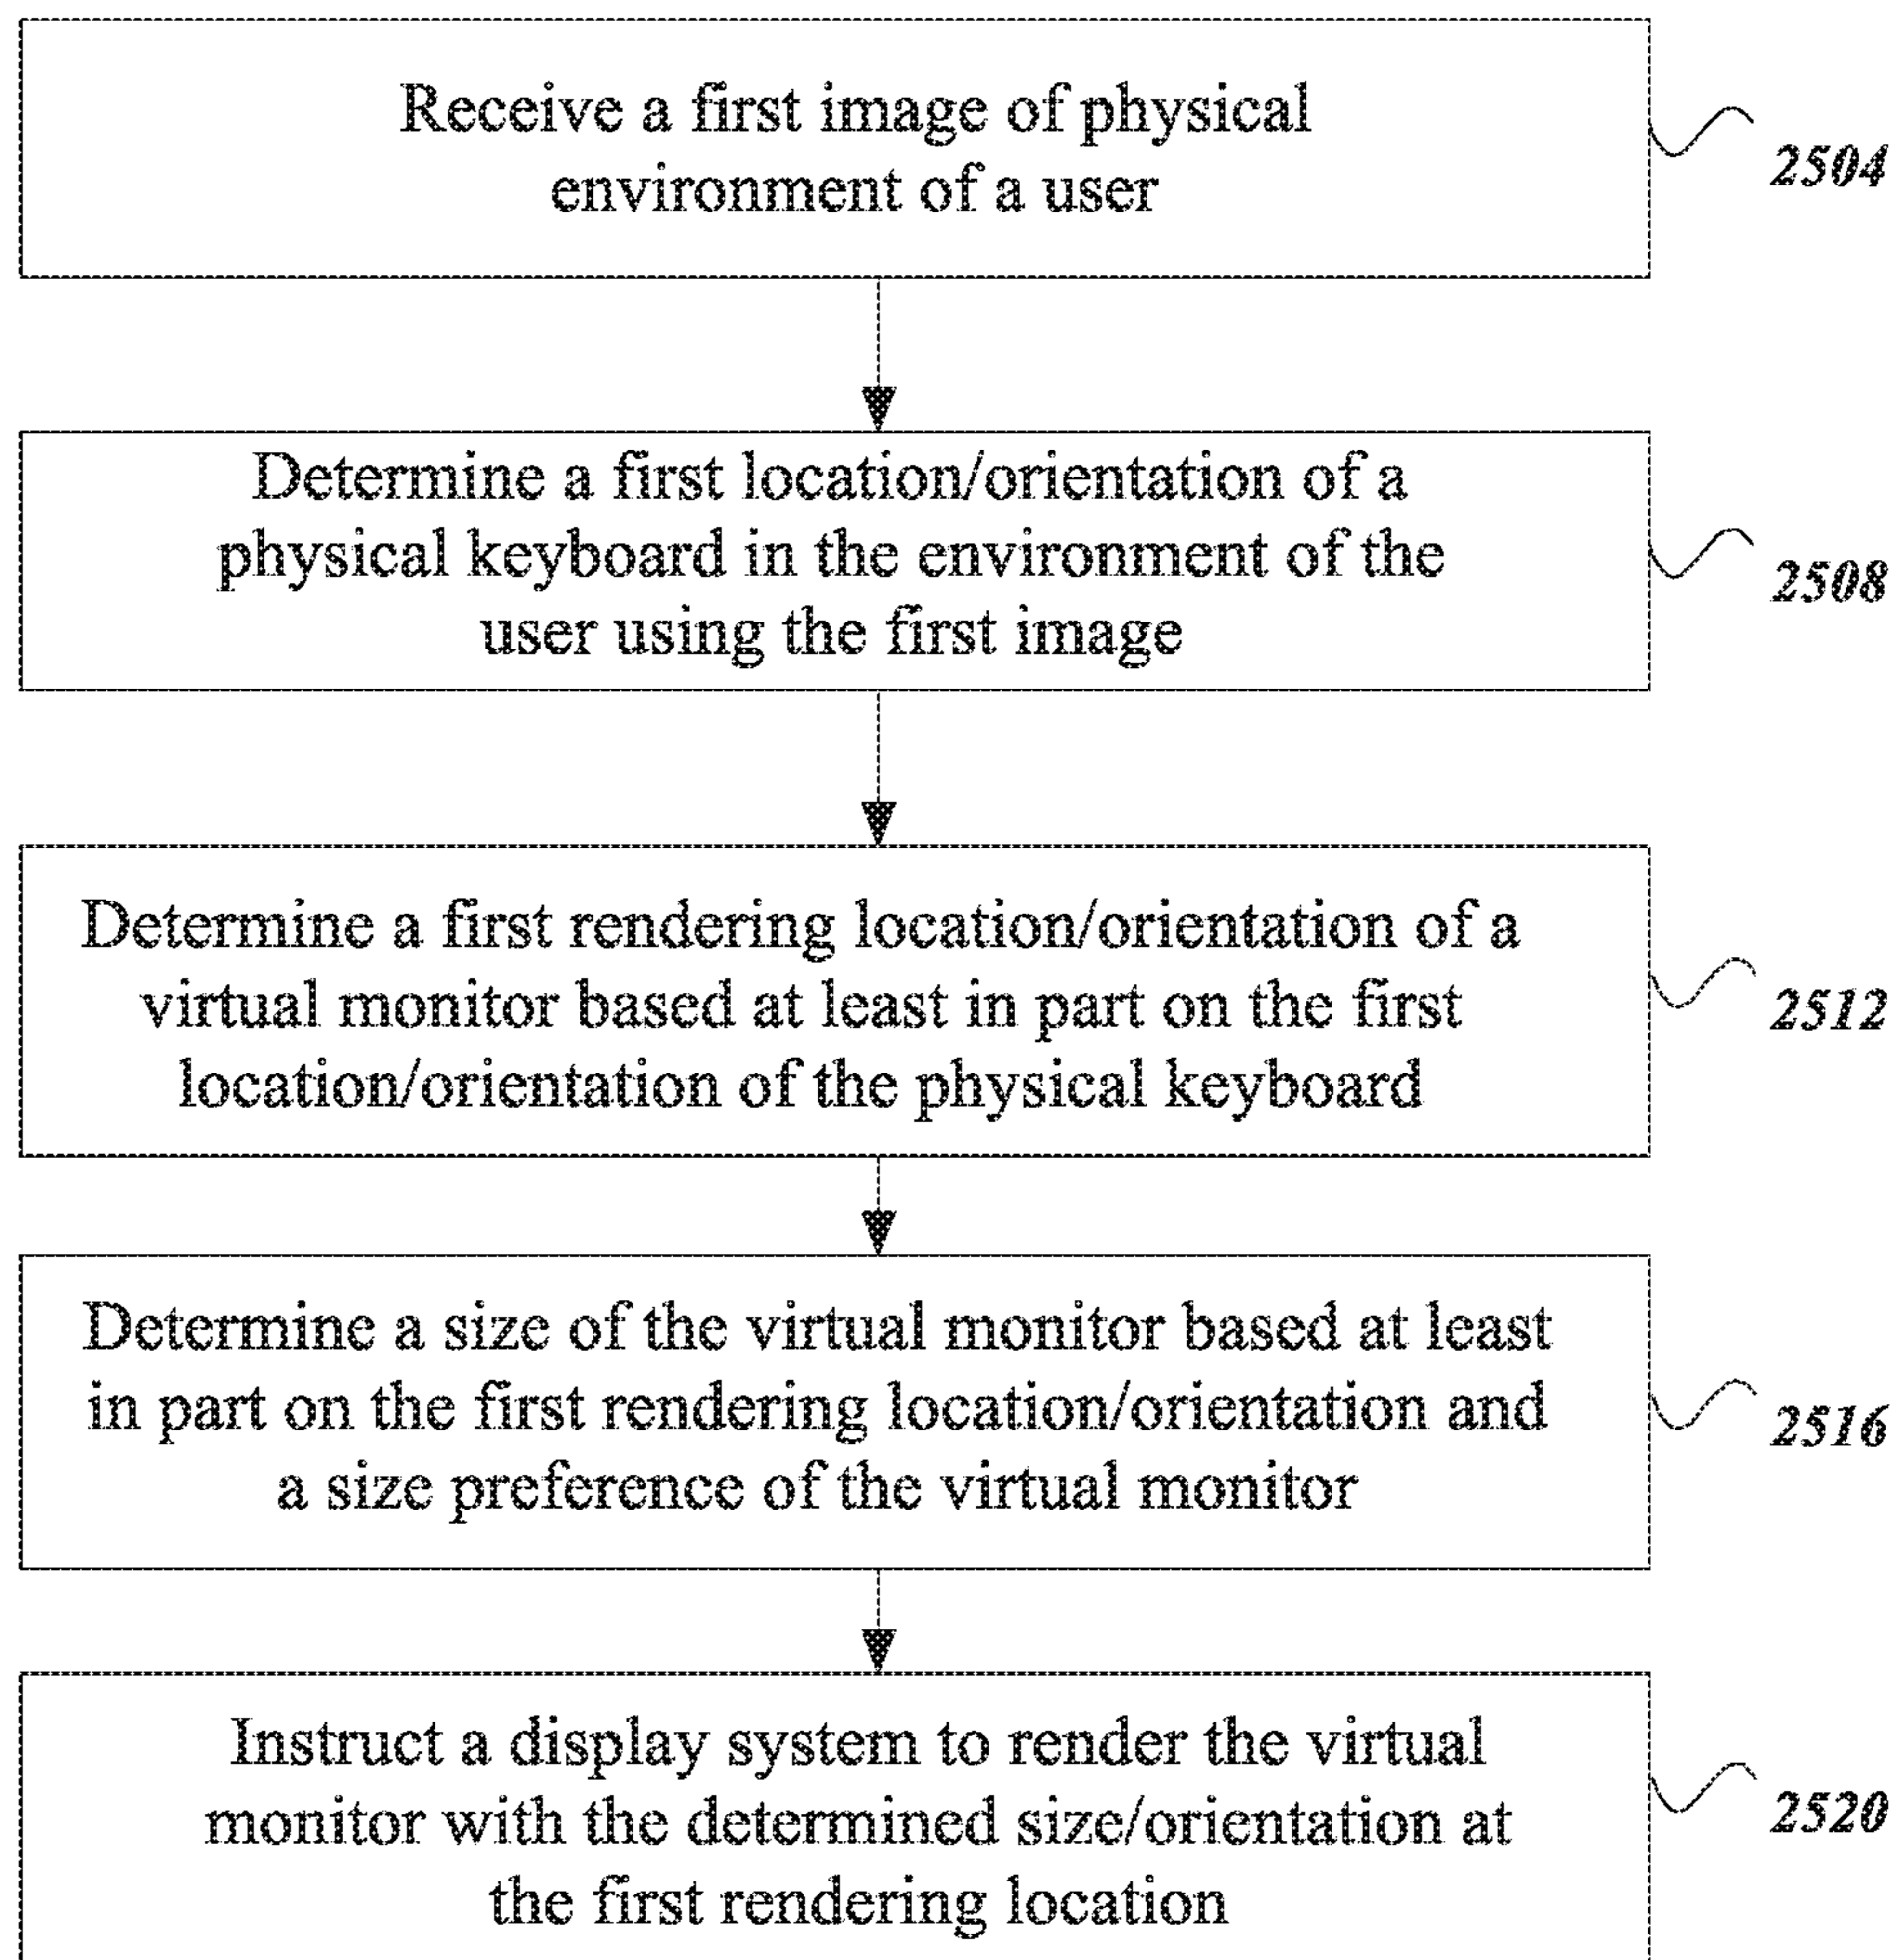 Receive a first image of physical
environment of a user
2504
Determine a first location/orientation of a
physical keyboard in the environment of the
user using the first image
2508
Determine a first rendering location/orientation of a
virtual monitor based at least in part on the first
location/orientation of the physical keyboard
2512
Determine a size of the virtual monitor based at least
in part on the first rendering location/orientation and
a size preference of the virtual monitor
2516
Instruct a display system to render the virtual
monitor with the determined size/orientation at
the first rendering location
2520